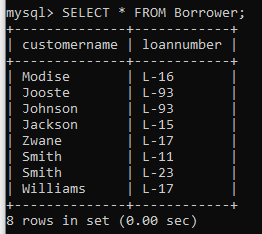 mysql> SELECT * FROM Borrower;
+--------------+------------+
| customername | loannumber |
+--------------+------------+
| Modise       | L-16       |
| Jooste       | L-93       |
| Johnson      | L-93       |
| Jackson      | L-15       |
| Zwane        | L-17       |
| Smith        | L-11       |
| Smith        | L-23       |
| Williams     | L-17       |
+--------------+------------+
8 rows in set (0.00 sec)